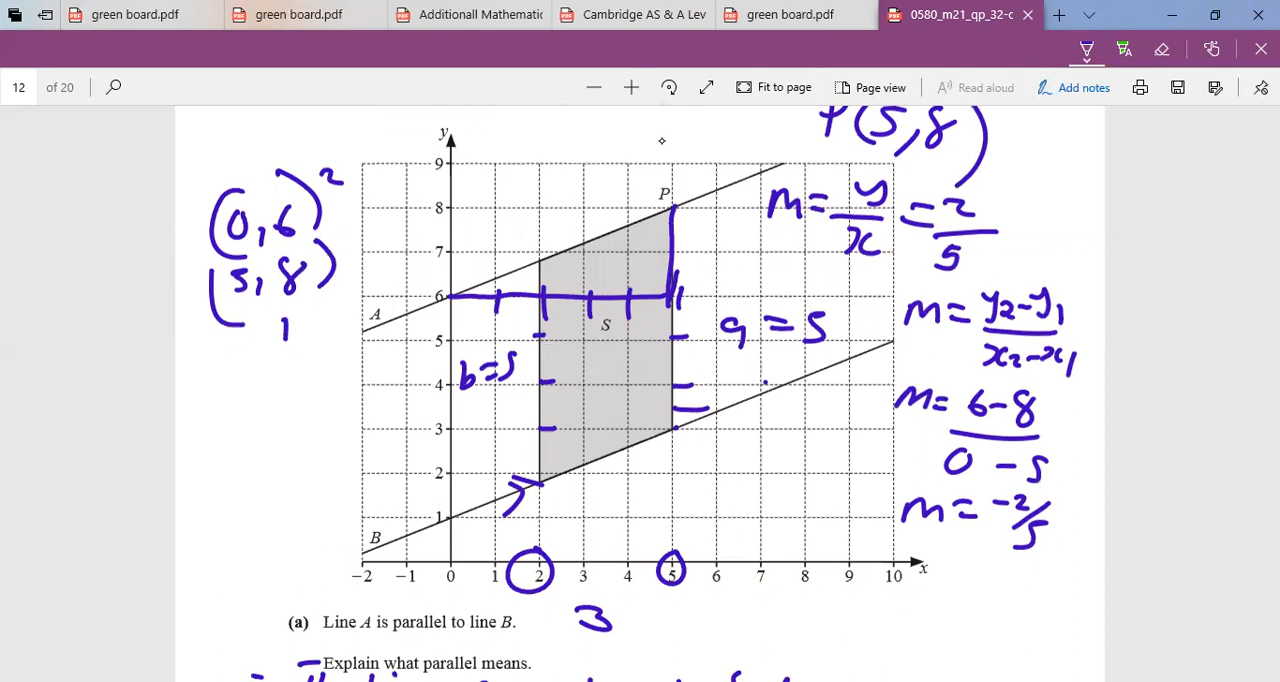 green board.pdf green board.pdf Additionall Mathematic Cambridge AS & A Lev green board.pdf 0580_m21_qp_32-c
12 of 20 Fit to page Page view Read aloud Add notes
P(5,8)
y
9
(0,6) 2
P
m = y/x = 2/5
8
(5,8)
7
1
6
A
S
a = 5
m = y2-y1/x2-x1
5
b=5
4
m= 6-8/0-5
3
2
m = -2/5
1
B
-2 -1 0 1 2 3 4 5 6 7 8 9 10 x
3
(a) Line A is parallel to line B.
Explain what parallel means.